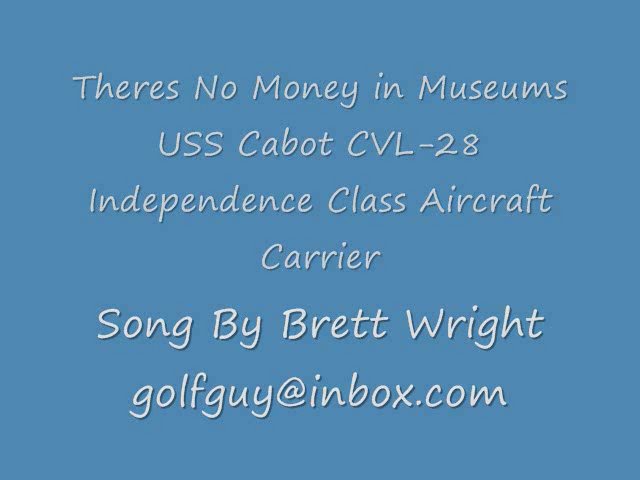 Theres No Money in Museums
USS Cabot CVL-28
Independence Class Aircraft
Carrier
Song By Brett Wright
golfguy@inbox.com